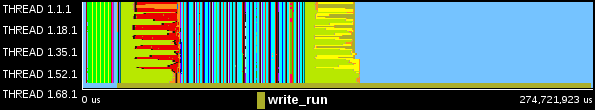 THREAD 1.1.1
THREAD 1.18.1
THREAD 1.35.1
THREAD 1.52.1
THREAD 1.68.1
0 us
274,721,923 us
write_run